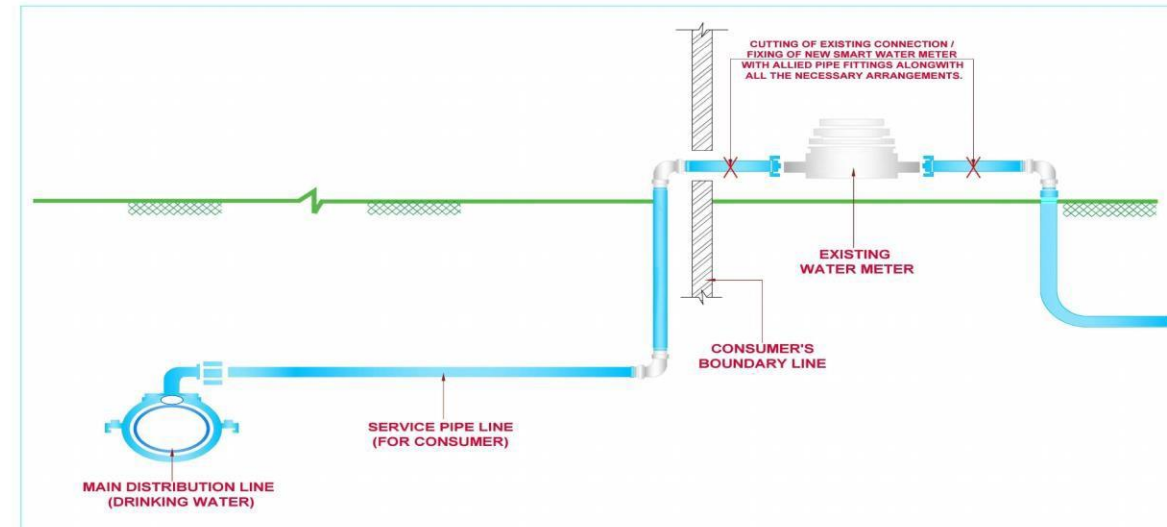 CUTTING OF EXISTING CONNECTION /
FIXING OF NEW SMART WATER METER
WITH ALLIED PIPE FITTINGS ALONGWITH
ALL THE NECESSARY ARRANGEMENTS.
EXISTING
WATER METER
CONSUMER'S
BOUNDARY LINE
SERVICE PIPE LINE
(FOR CONSUMER)
MAIN DISTRIBUTION LINE
(DRINKING WATER)